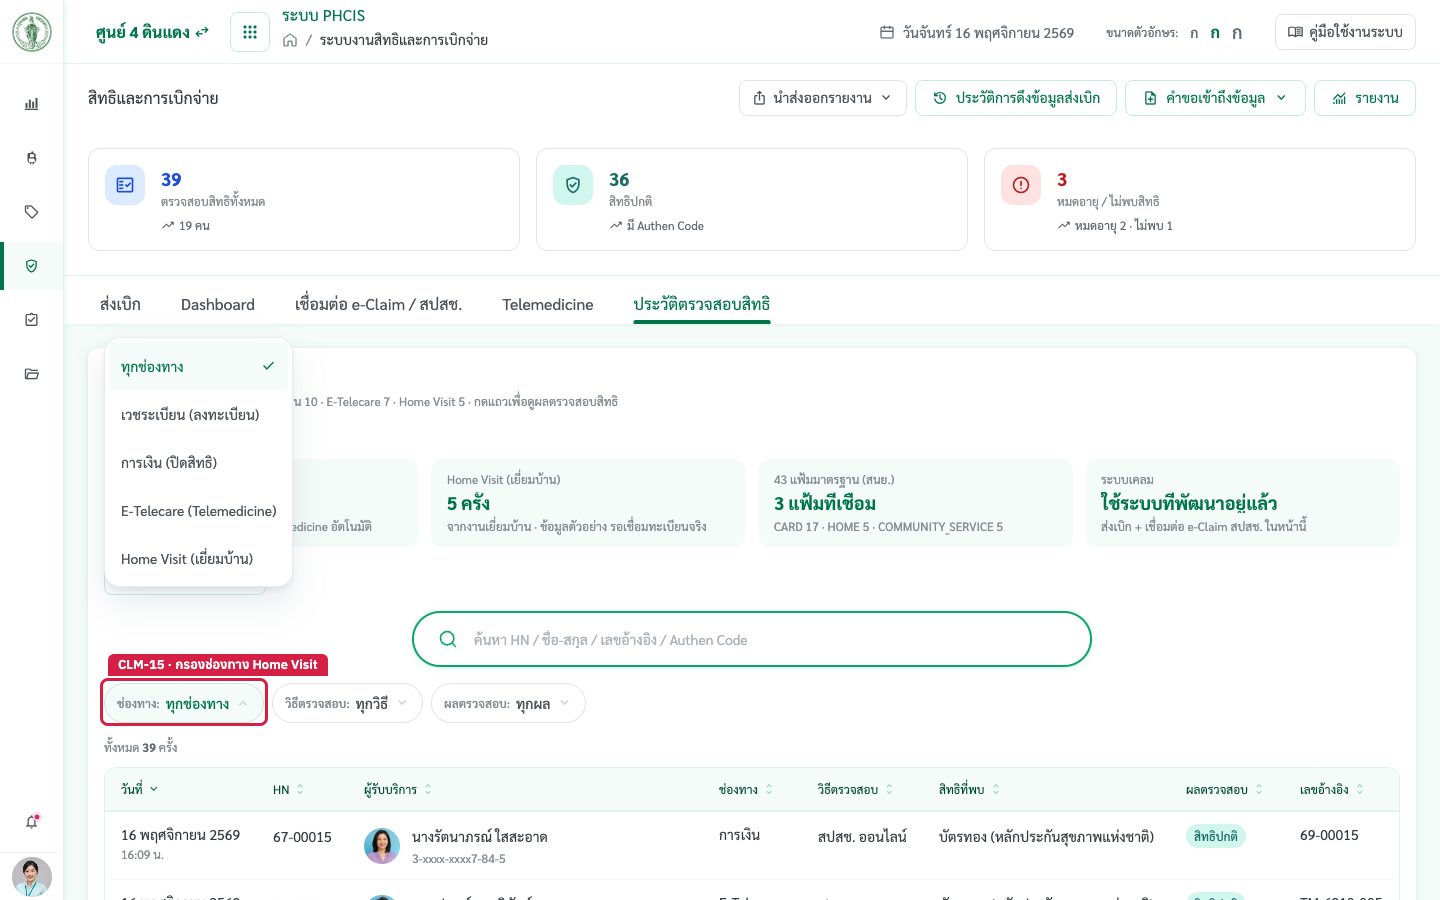 ศูนย์ 4 ดินแดง
ระบบ PHCIS
/ ระบบงานสิทธิและการเบิกจ่าย
วันจันทร์ 16 พฤศจิกายน 2569
ขนาดตัวอักษร: ก ก ก
คู่มือใช้งานระบบ
สิทธิและการเบิกจ่าย
นำส่งออกรายงาน
ประวัติการดึงข้อมูลส่งเบิก
คำขอเข้าถึงข้อมูล
รายงาน
39
ตรวจสอบสิทธิทั้งหมด
19 คน
36
สิทธิปกติ
มี Authen Code
3
หมดอายุ / ไม่พบสิทธิ
หมดอายุ 2 · ไม่พบ 1
ส่งเบิก
Dashboard
เชื่อมต่อ e-Claim / สปสช.
Telemedicine
ประวัติตรวจสอบสิทธิ
ทุกช่องทาง
เวชระเบียน (ลงทะเบียน)
การเงิน (ปิดสิทธิ)
E-Telecare (Telemedicine)
Home Visit (เยี่ยมบ้าน)
น 10 · E-Telecare 7 · Home Visit 5 · กดแถวเพื่อดูผลตรวจสอบสิทธิ
edicine อัตโนมัติ
Home Visit (เยี่ยมบ้าน)
5 ครั้ง
จากงานเยี่ยมบ้าน · ข้อมูลตัวอย่าง รอเชื่อมทะเบียนจริง
43 แฟ้มมาตรฐาน (สนย.)
3 แฟ้มที่เชื่อม
CARD 17 · HOME 5 · COMMUNITY_SERVICE 5
ระบบเคลม
ใช้ระบบที่พัฒนาอยู่แล้ว
ส่งเบิก + เชื่อมต่อ e-Claim สปสช. ในหน้านี้
ค้นหา HN / ชื่อ-สกุล / เลขอ้างอิง / Authen Code
CLM-15 · กรองช่องทาง Home Visit
ช่องทาง: ทุกช่องทาง
วิธีตรวจสอบ: ทุกวิธี
ผลตรวจสอบ: ทุกผล
ทั้งหมด 39 ครั้ง
วันที่ HN ผู้รับบริการ ช่องทาง วิธีตรวจสอบ สิทธิที่พบ ผลตรวจสอบ เลขอ้างอิง
16 พฤศจิกายน 2569 67-00015 นางรัตนาภรณ์ ใสสะอาด การเงิน สปสช. ออนไลน์ บัตรทอง (หลักประกันสุขภาพแห่งชาติ) สิทธิปกติ 69-00015
16:09 น. 3-xxxx-xxxx7-84-5